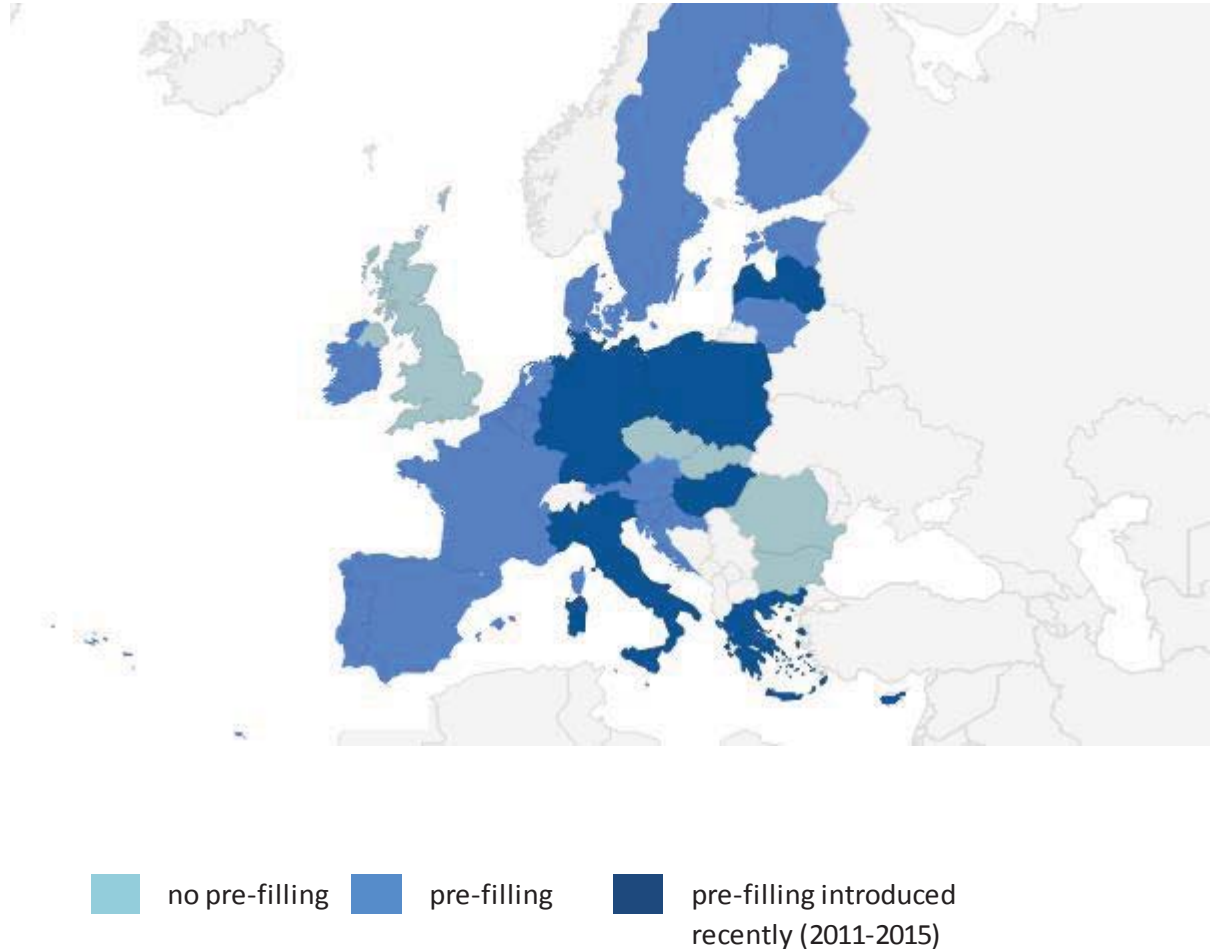 no pre-filling
pre-filling
pre-filling introduced
recently (2011-2015)